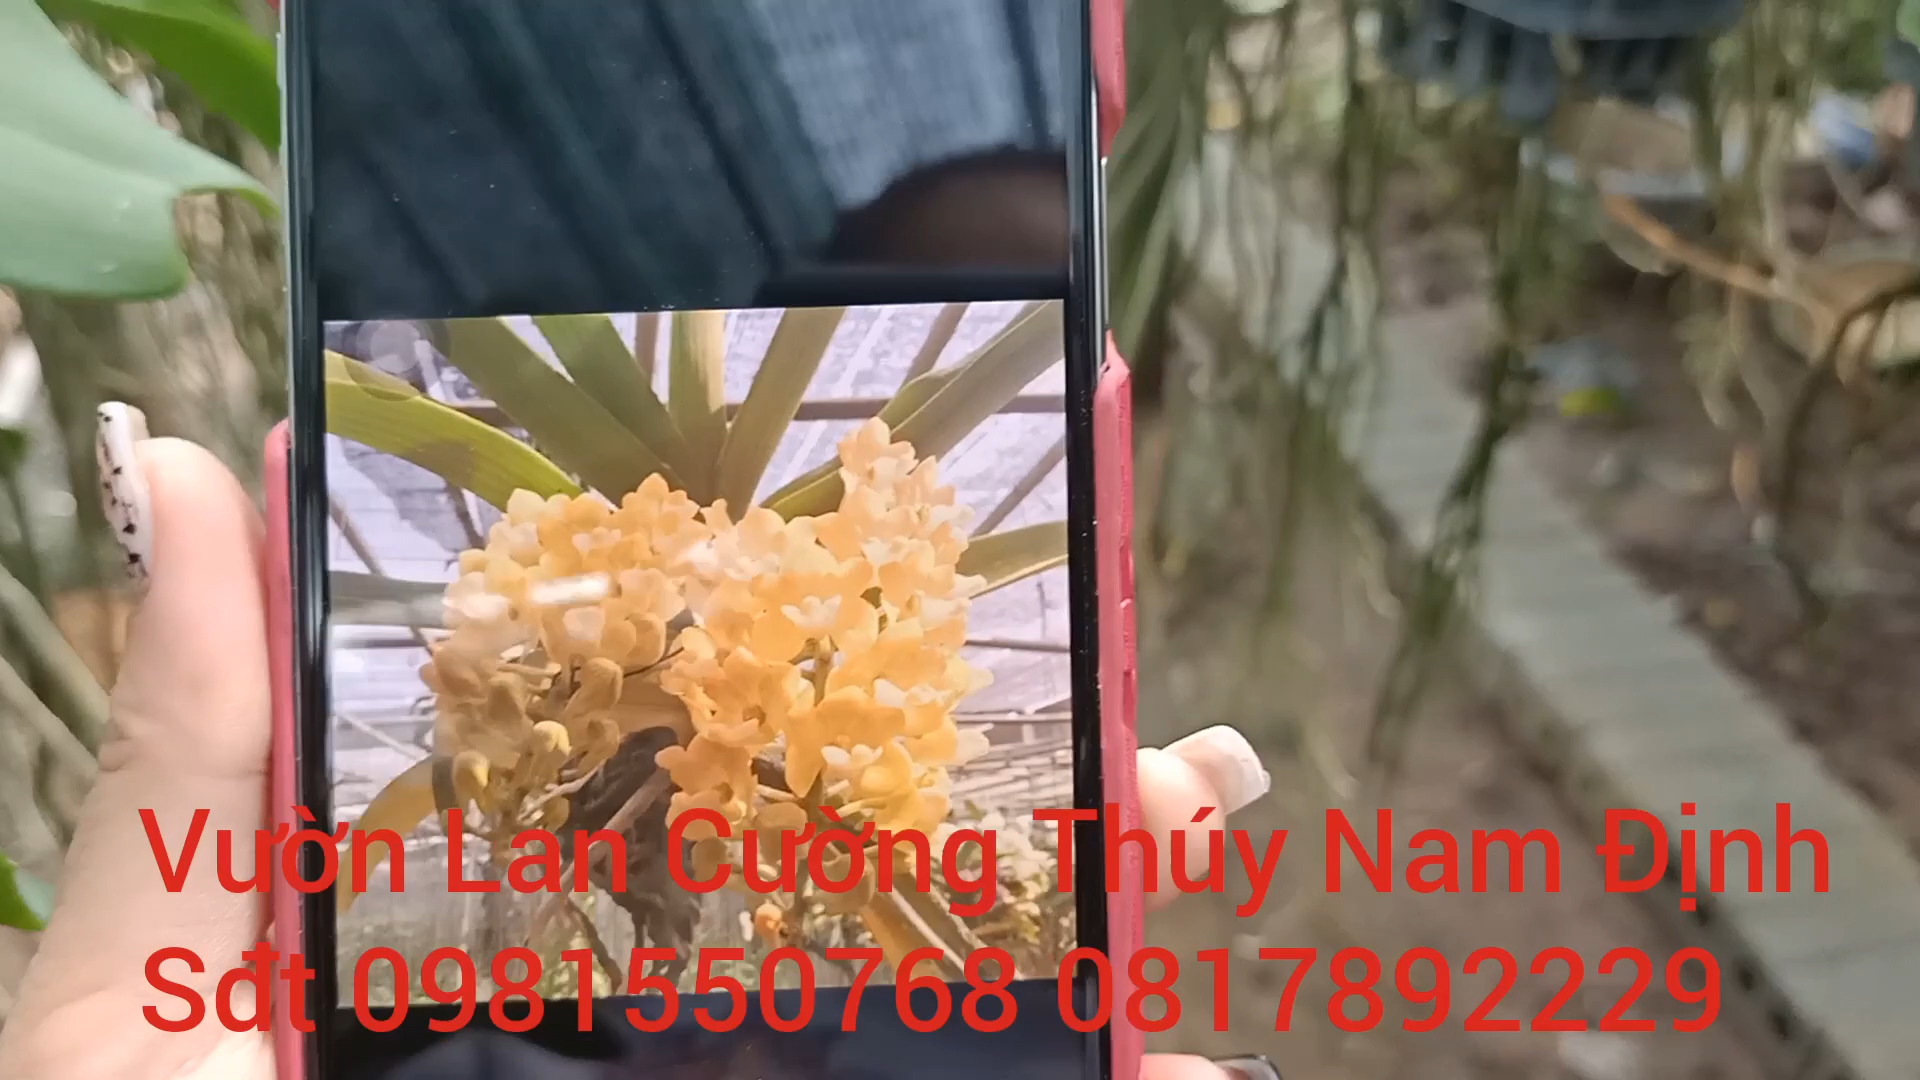 Vườn Lan Cường Thúy Nam Định
Sđt 0981550768 0817892229